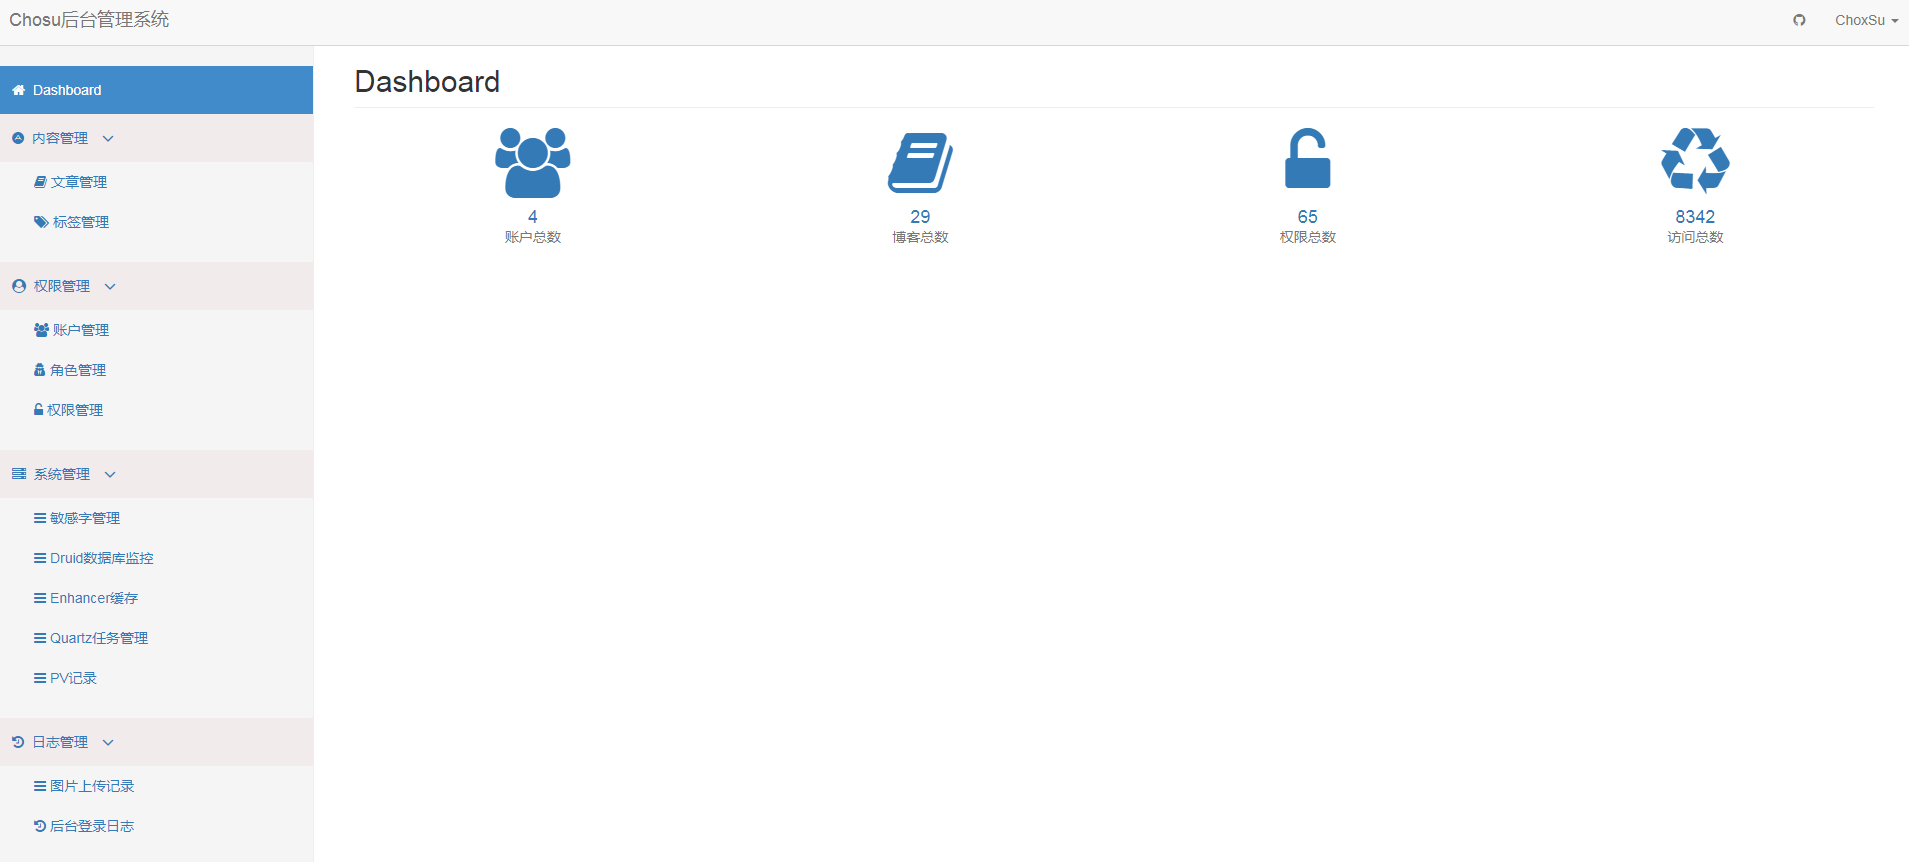 Chosu后台管理系统
ChoxSu
Dashboard
内容管理
文章管理
标签管理
权限管理
账户管理
角色管理
权限管理
系统管理
敏感字管理
Druid数据库监控
Enhancer缓存
Quartz任务管理
PV记录
日志管理
图片上传记录
后台登录日志
Dashboard
4
账户总数
29
博客总数
65
权限总数
8342
访问总数